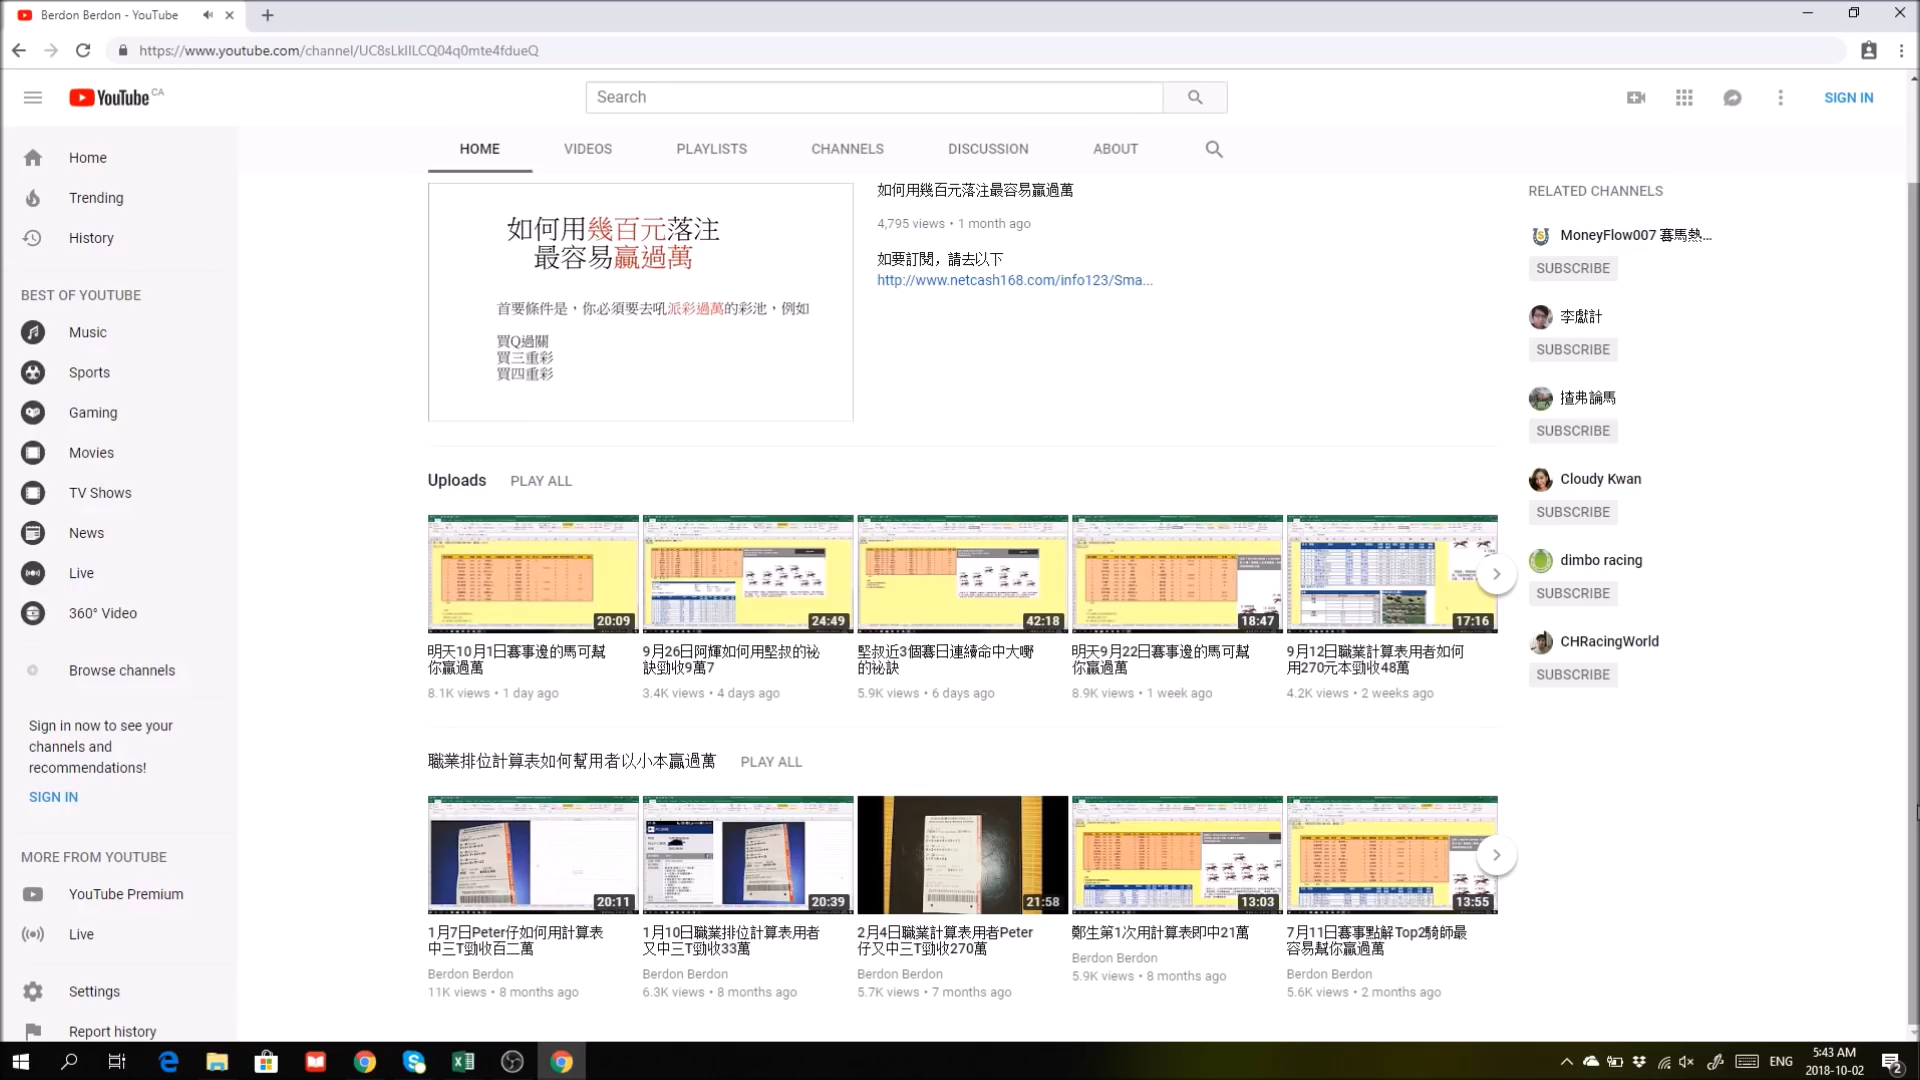 Berdon Berdon - YouTube
https://www.youtube.com/channel/UC8sLkIILCQ04q0mte4fdueQ
YouTube CA
Search
SIGN IN
HOME
VIDEOS
PLAYLISTS
CHANNELS
DISCUSSION
ABOUT
Home
Trending
History
BEST OF YOUTUBE
Music
Sports
Gaming
Movies
TV Shows
News
Live
360° Video
Browse channels
Sign in now to see your
channels and
recommendations!
SIGN IN
MORE FROM YOUTUBE
YouTube Premium
Live
Settings
Report history
如何用幾百元落注
最容易贏過萬
首要條件是，你必須要去吼派彩過萬的彩池，例如
買Q過關
買三重彩
買四重彩
如何用幾百元落注最容易贏過萬
4,795 views • 1 month ago
如要訂閱，請去以下
http://www.netcash168.com/info123/Sma...
Uploads PLAY ALL
20:09
明天10月1日賽事邊的馬可幫
你贏過萬
8.1K views • 1 day ago
24:49
9月26日阿輝如何用堅叔的祕
訣勁收9萬7
3.4K views • 4 days ago
42:18
堅叔近3個賽日連續命中大嘢
的祕訣
5.9K views • 6 days ago
18:47
明天9月22日賽事邊的馬可幫
你贏過萬
8.9K views • 1 week ago
17:16
9月12日職業計算表用者如何
用270元本勁收48萬
4.2K views • 2 weeks ago
職業排位計算表如何幫用者以小本贏過萬 PLAY ALL
20:11
1月7日Peter仔如何用計算表
中三T勁收百二萬
Berdon Berdon
11K views • 8 months ago
20:39
1月10日職業排位計算表用者
又中三T勁收33萬
Berdon Berdon
6.3K views • 8 months ago
21:58
2月4日職業計算表用者Peter
仔又中三T勁收270萬
Berdon Berdon
5.7K views • 7 months ago
13:03
鄭生第1次用計算表即中21萬
Berdon Berdon
5.9K views • 8 months ago
13:55
7月11日賽事點解Top2騎師最
容易幫你贏過萬
Berdon Berdon
5.6K views • 2 months ago
RELATED CHANNELS
MoneyFlow007 賽馬熱...
SUBSCRIBE
李獻計
SUBSCRIBE
揸弗論馬
SUBSCRIBE
Cloudy Kwan
SUBSCRIBE
dimbo racing
SUBSCRIBE
CHRacingWorld
SUBSCRIBE
ENG
5:43 AM
2018-10-02
2